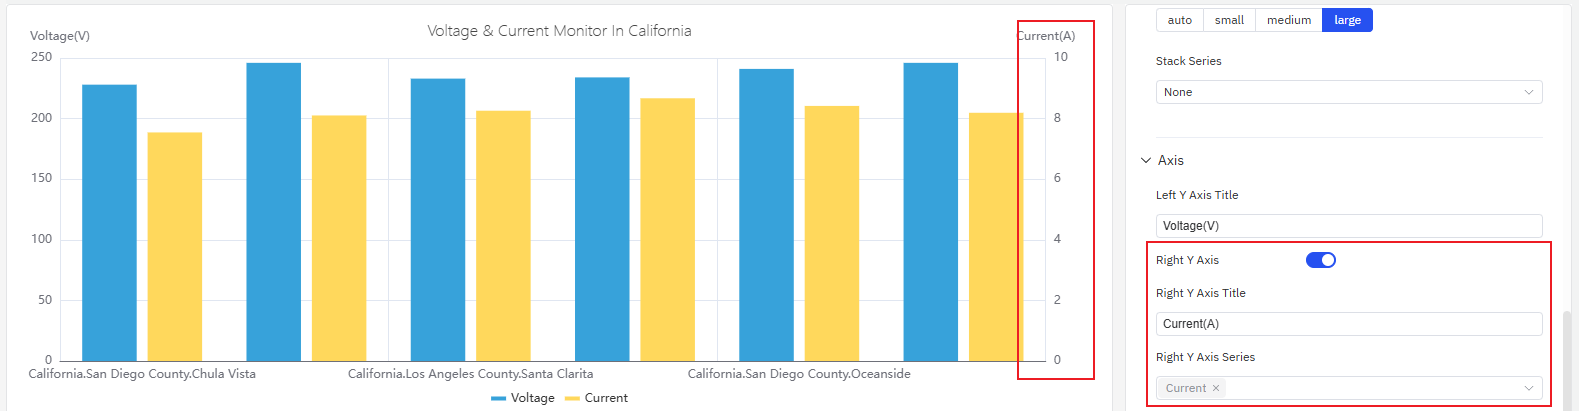 Voltage & Current Monitor In California
Voltage(V)
Current(A)
250
200
150
100
50
0
10
8
6
4
2
0
California.San Diego County.Chula Vista
California.Los Angeles County.Santa Clarita
California.San Diego County.Oceanside
Voltage
Current
auto
small
medium
large
Stack Series
None
Axis
Left Y Axis Title
Voltage(V)
Right Y Axis
Right Y Axis Title
Current(A)
Right Y Axis Series
Current ×